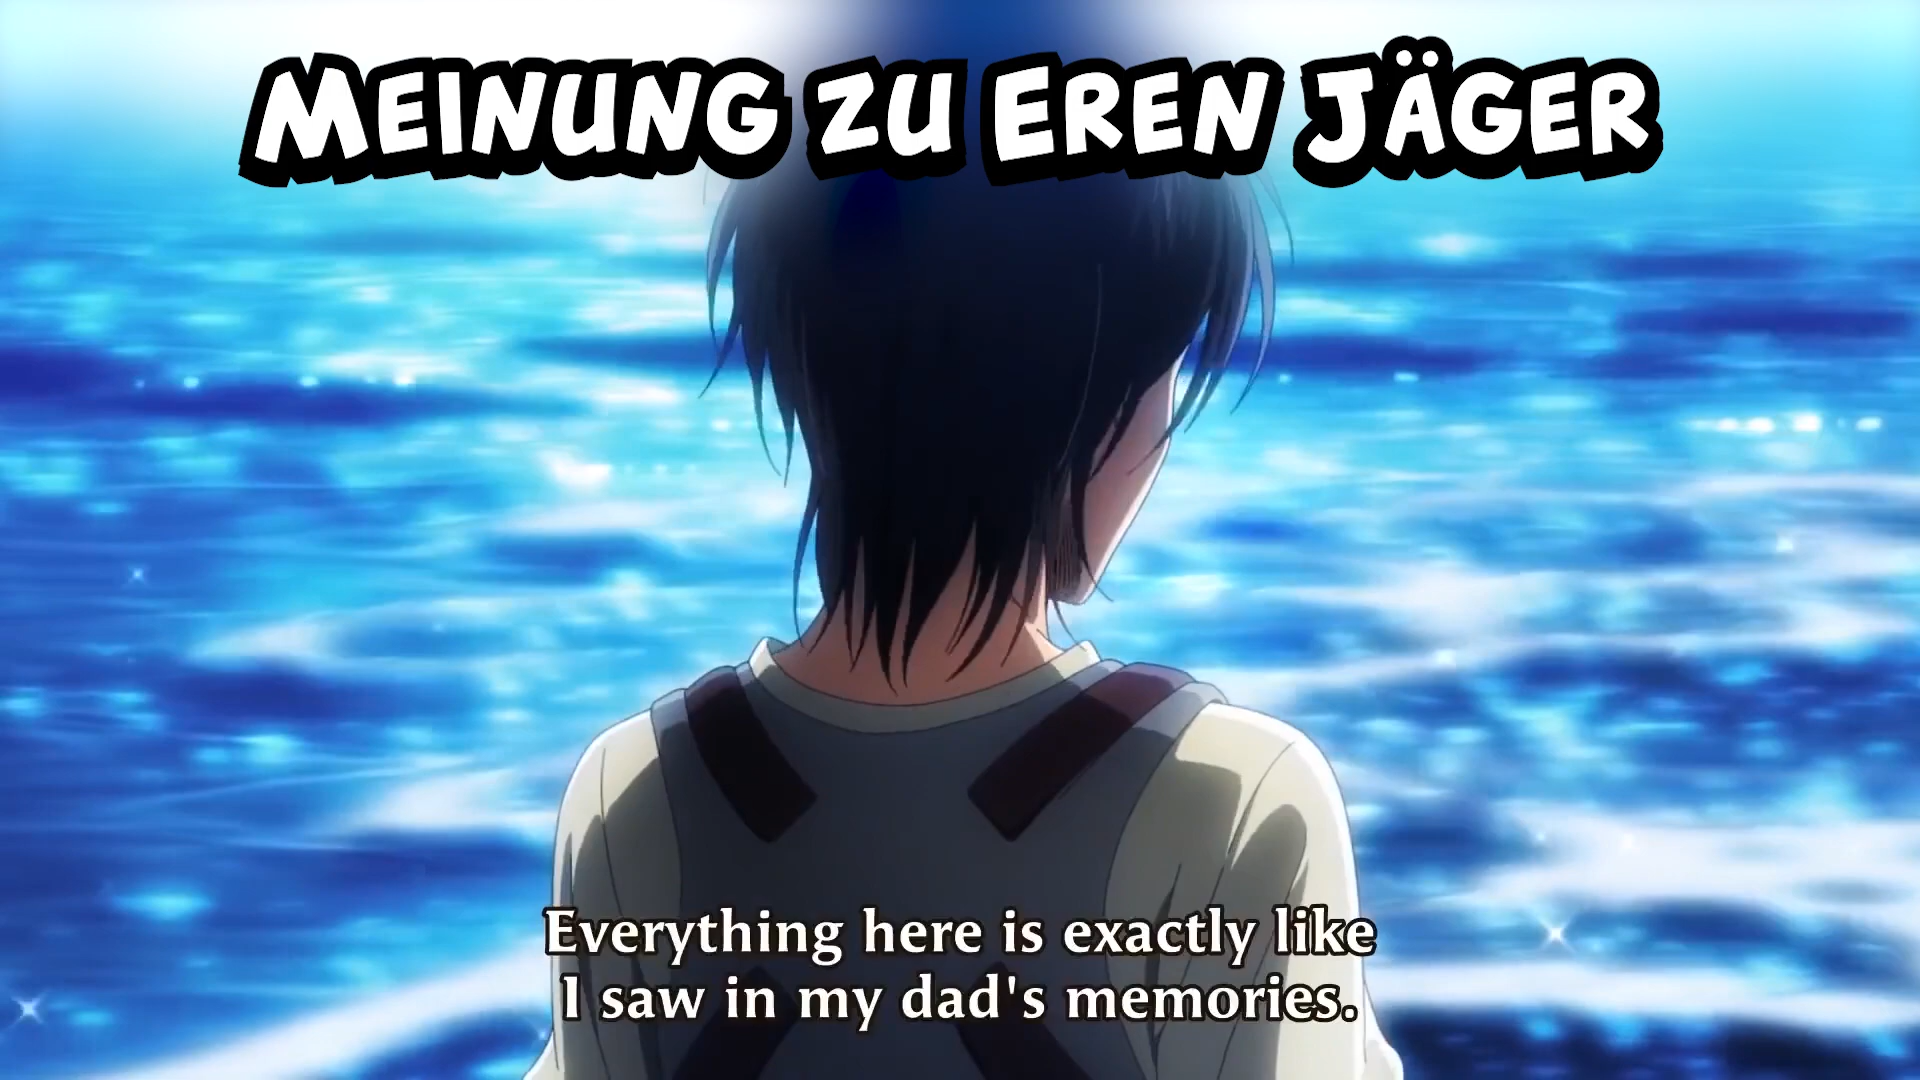 MEINUNG ZU EREN JÄGER
Everything here is exactly like
I saw in my dad's memories.